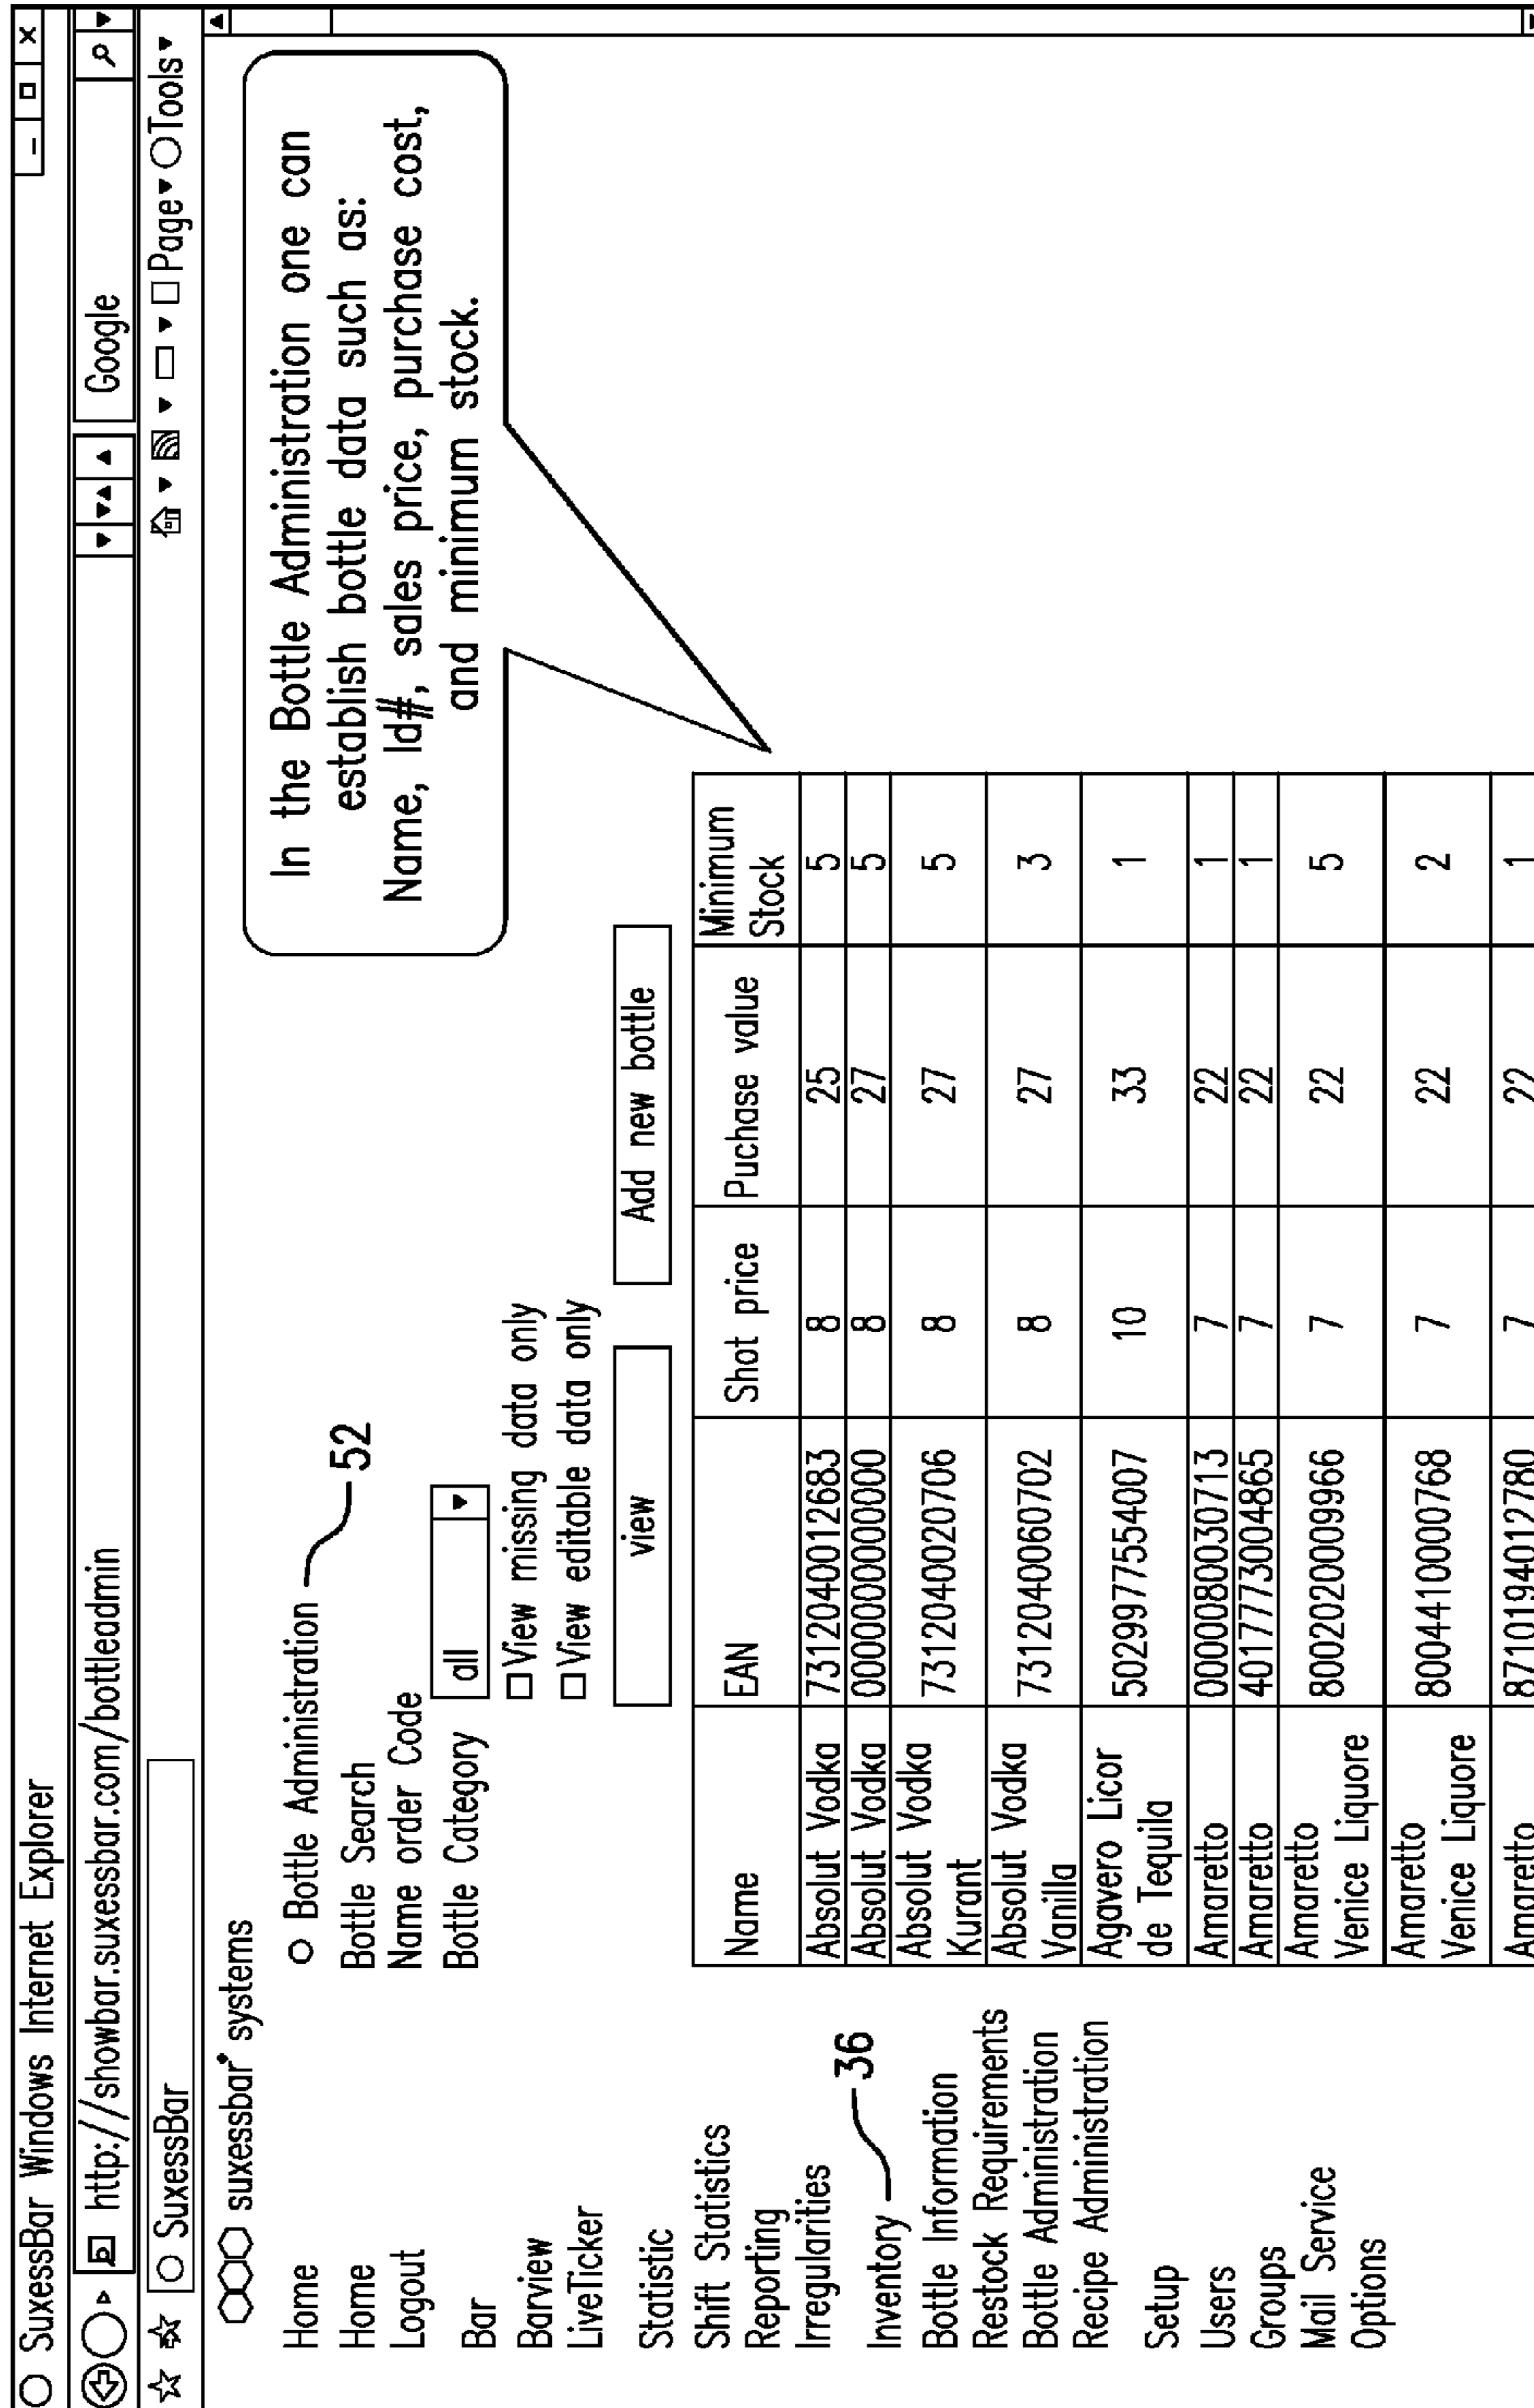 SuxessBar Windows Internet Explorer
http://showbar.suxessbar.com/bottleadmin
Google
SuxessBar
Page Tools
suxessbar systems
Home
Home
Logout
Bar
Barview
LiveTicker
Statistic
Shift Statistics
Reporting
Irregularities
Inventory 36
Bottle Information
Restock Requirements
Bottle Administration
Recipe Administration
Setup
Users
Groups
Mail Service
Options
Bottle Administration 52
Bottle Search
Name order Code
Bottle Category all
View missing data only
View editable data only
view Add new bottle
In the Bottle Administration one can
establish bottle data such as:
Name, Id#, sales price, purchase cost,
and minimum stock.
Name EAN Shot price Puchase value Minimum
Stock
Absolut Vodka 7312040012683 8 25 5
Absolut Vodka 0000000000000 8 27 5
Absolut Vodka
Kurant 7312040020706 8 27 5
Absolut Vodka
Vanilla 7312040060702 8 27 3
Agavero Licor
de Tequila 5029977554007 10 33 1
Amaretto 0000080030713 7 22 1
Amaretto 4017773004865 7 22 1
Amaretto
Venice Liquore 8002020009966 7 22 5
Amaretto
Venice Liquore 8004410000768 7 22 2
Amaretto 8710194012780 7 22 1